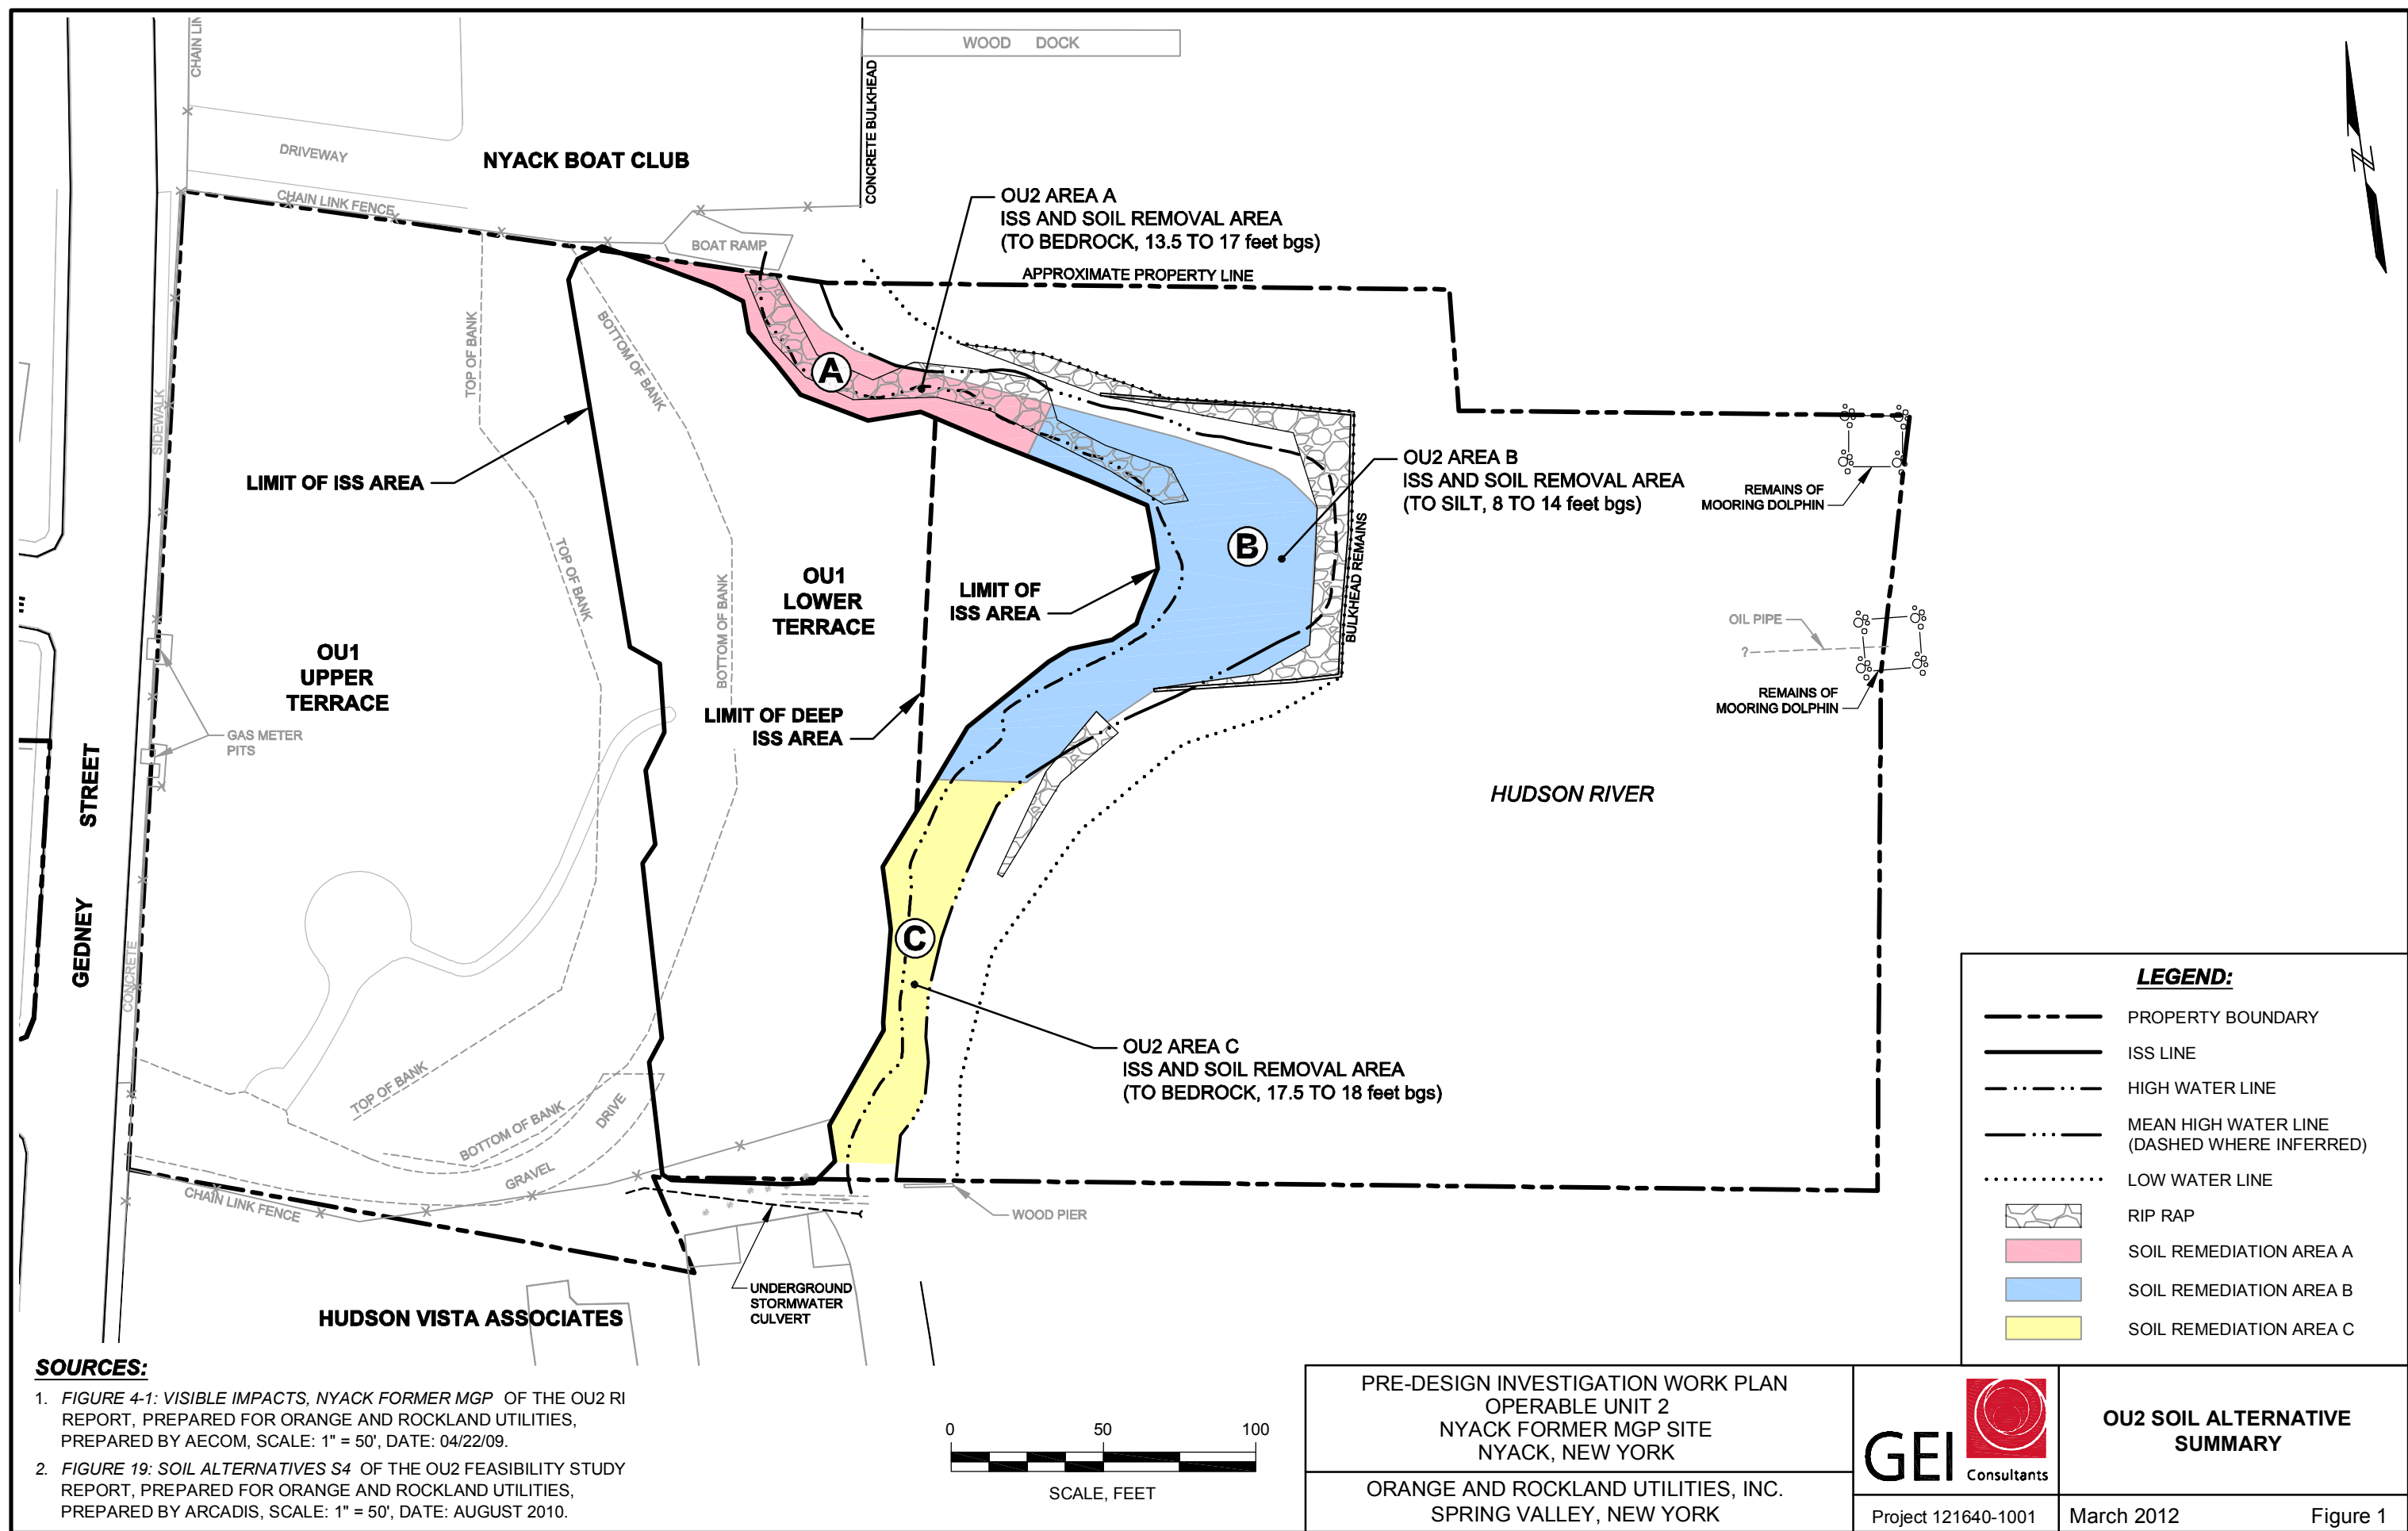 CHAIN LIN
WOOD DOCK
CONCRETE BULKHEAD
DRIVEWAY
NYACK BOAT CLUB
CHAIN LINK FENCE
BOAT RAMP
OU2 AREA A
ISS AND SOIL REMOVAL AREA
(TO BEDROCK, 13.5 TO 17 feet bgs)
APPROXIMATE PROPERTY LINE
N
TOP OF BANK
BOTTOM OF BANK
A
SIDEWALK
LIMIT OF ISS AREA
OU2 AREA B
ISS AND SOIL REMOVAL AREA
(TO SILT, 8 TO 14 feet bgs)
REMAINS OF
MOORING DOLPHIN
TOP OF BANK
B
BULKHEAD REMAINS
OU1
LOWER
TERRACE
BOTTOM OF BANK
LIMIT OF
ISS AREA
OU1
UPPER
TERRACE
OIL PIPE
?
REMAINS OF
MOORING DOLPHIN
LIMIT OF DEEP
ISS AREA
GAS METER
PITS
GEDNEY STREET
HUDSON RIVER
C
CONCRETE
OU2 AREA C
ISS AND SOIL REMOVAL AREA
(TO BEDROCK, 17.5 TO 18 feet bgs)
TOP OF BANK
BOTTOM OF BANK
DRIVE
GRAVEL
CHAIN LINK FENCE
WOOD PIER
UNDERGROUND
STORMWATER
CULVERT
HUDSON VISTA ASSOCIATES
LEGEND:
PROPERTY BOUNDARY
ISS LINE
HIGH WATER LINE
MEAN HIGH WATER LINE
(DASHED WHERE INFERRED)
LOW WATER LINE
RIP RAP
SOIL REMEDIATION AREA A
SOIL REMEDIATION AREA B
SOIL REMEDIATION AREA C
SOURCES:
1. FIGURE 4-1: VISIBLE IMPACTS, NYACK FORMER MGP OF THE OU2 RI
REPORT, PREPARED FOR ORANGE AND ROCKLAND UTILITIES,
PREPARED BY AECOM, SCALE: 1" = 50', DATE: 04/22/09.
2. FIGURE 19: SOIL ALTERNATIVES S4 OF THE OU2 FEASIBILITY STUDY
REPORT, PREPARED FOR ORANGE AND ROCKLAND UTILITIES,
PREPARED BY ARCADIS, SCALE: 1" = 50', DATE: AUGUST 2010.
0 50 100
SCALE, FEET
PRE-DESIGN INVESTIGATION WORK PLAN
OPERABLE UNIT 2
NYACK FORMER MGP SITE
NYACK, NEW YORK
ORANGE AND ROCKLAND UTILITIES, INC.
SPRING VALLEY, NEW YORK
GEI Consultants
Project 121640-1001
OU2 SOIL ALTERNATIVE
SUMMARY
March 2012 Figure 1